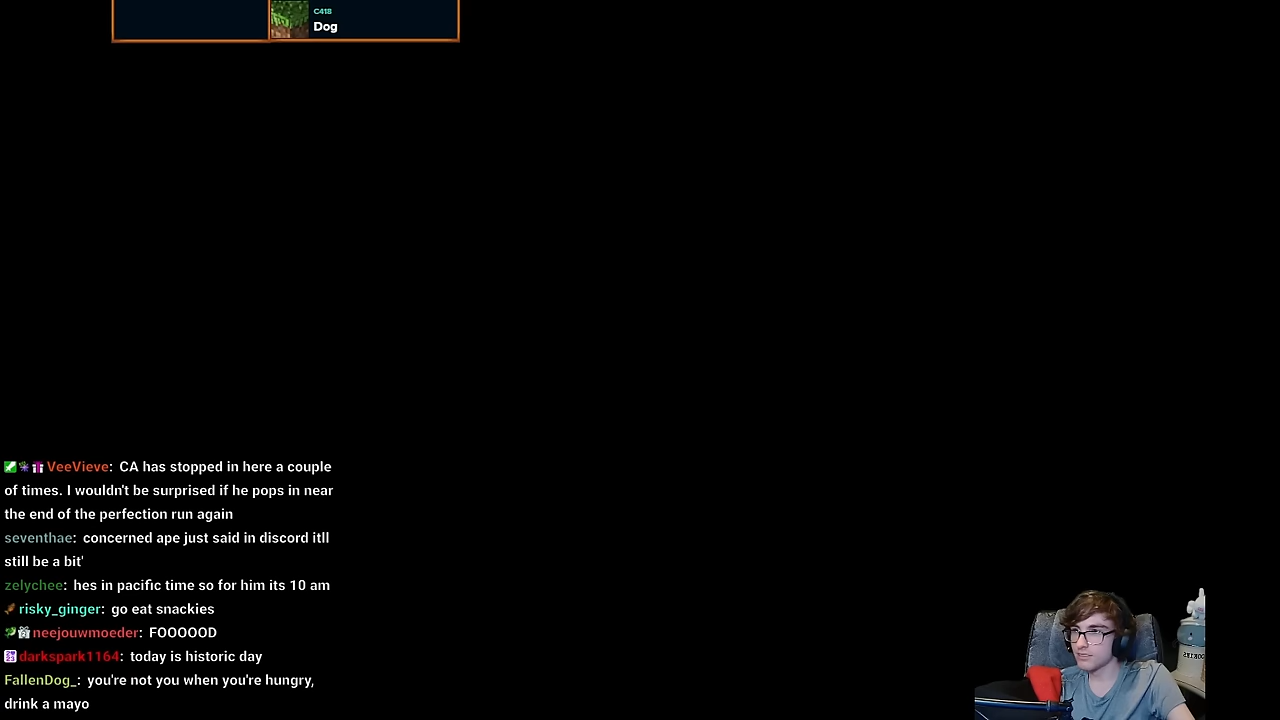 C418
Dog
VeeVieve: CA has stopped in here a couple
of times. I wouldn't be surprised if he pops in near
the end of the perfection run again
seventhae: concerned ape just said in discord itll
still be a bit'
zelychee: hes in pacific time so for him its 10 am
risky_ginger: go eat snackies
neejouwmoeder: FOOOOOD
darkspark1164: today is historic day
FallenDog_: you're not you when you're hungry,
drink a mayo